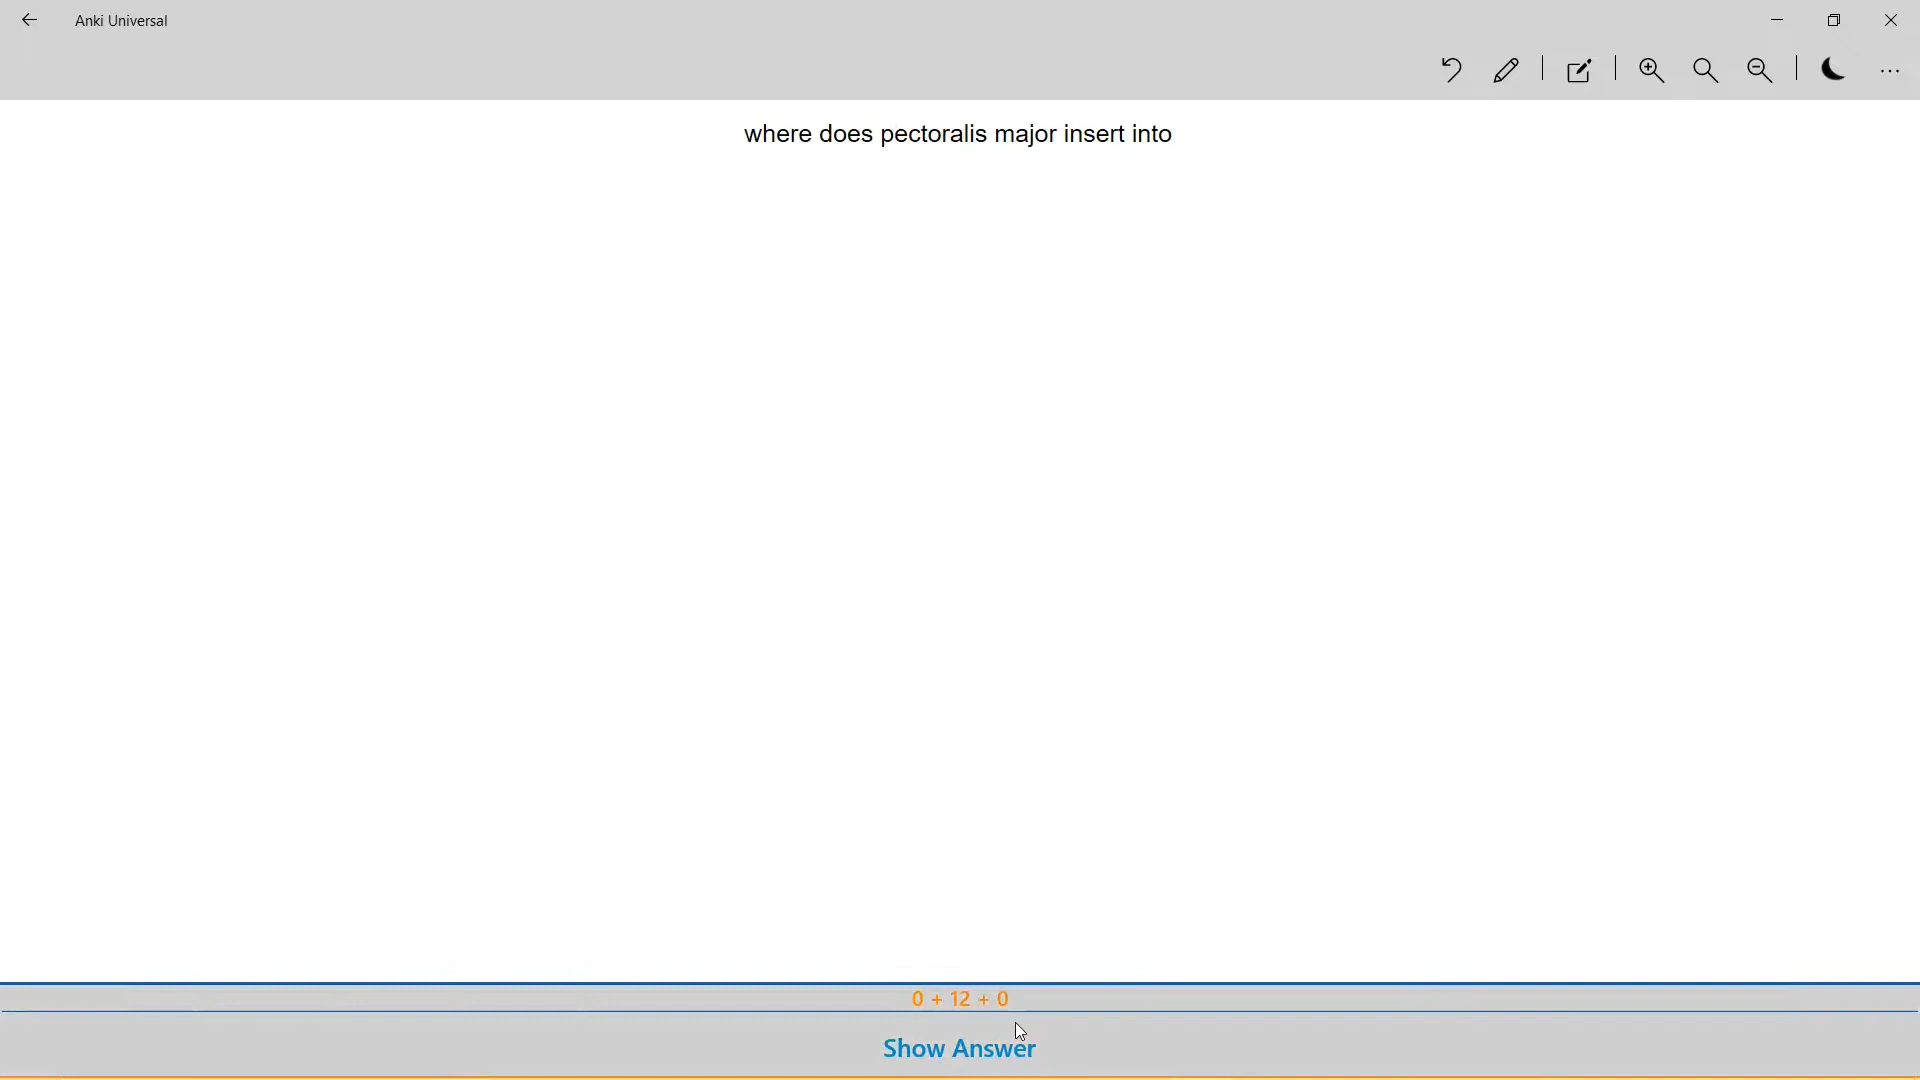 Anki Universal
where does pectoralis major insert into
0 + 12 + 0
Show Answer